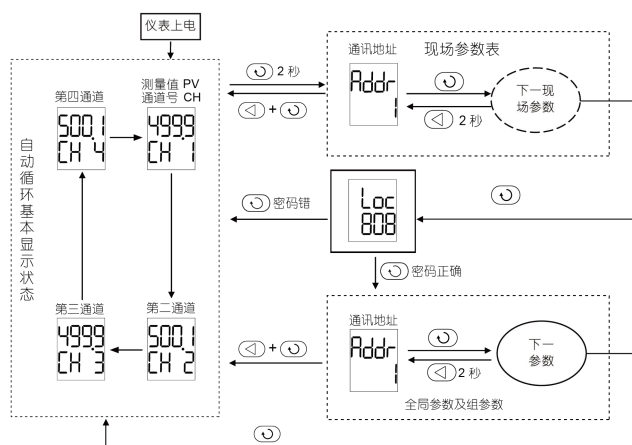 仪表上电
自动循环基本显示状态
第四通道
500.1
CH 4
测量值 PV
通道号 CH
499.9
CH 1
第三通道
499.9
CH 3
第二通道
500.1
CH 2
2 秒
+
通讯地址
现场参数表
Addr
1
2 秒
下一现
场参数
密码错
Loc
808
密码正确
+
通讯地址
Addr
1
2 秒
下一
参数
全局参数及组参数